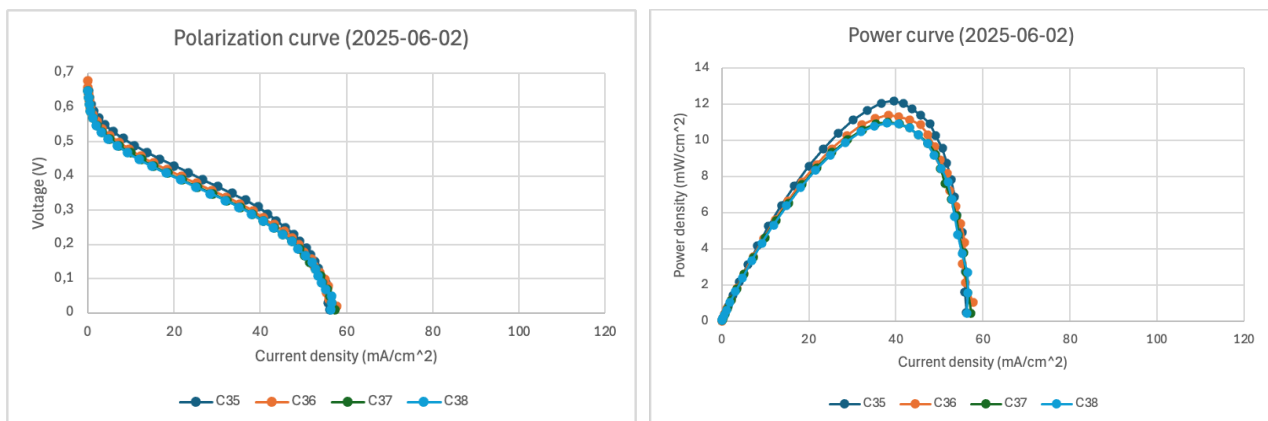 Polarization curve (2025-06-02)
Voltage (V)
0,7
0,6
0,5
0,4
0,3
0,2
0,1
0
0 20 40 60 80 100 120
Current density (mA/cm^2)
C35 C36 C37 C38
Power curve (2025-06-02)
Power density (mW/cm^2)
14
12
10
8
6
4
2
0
0 20 40 60 80 100 120
Current density (mA/cm^2)
C35 C36 C37 C38